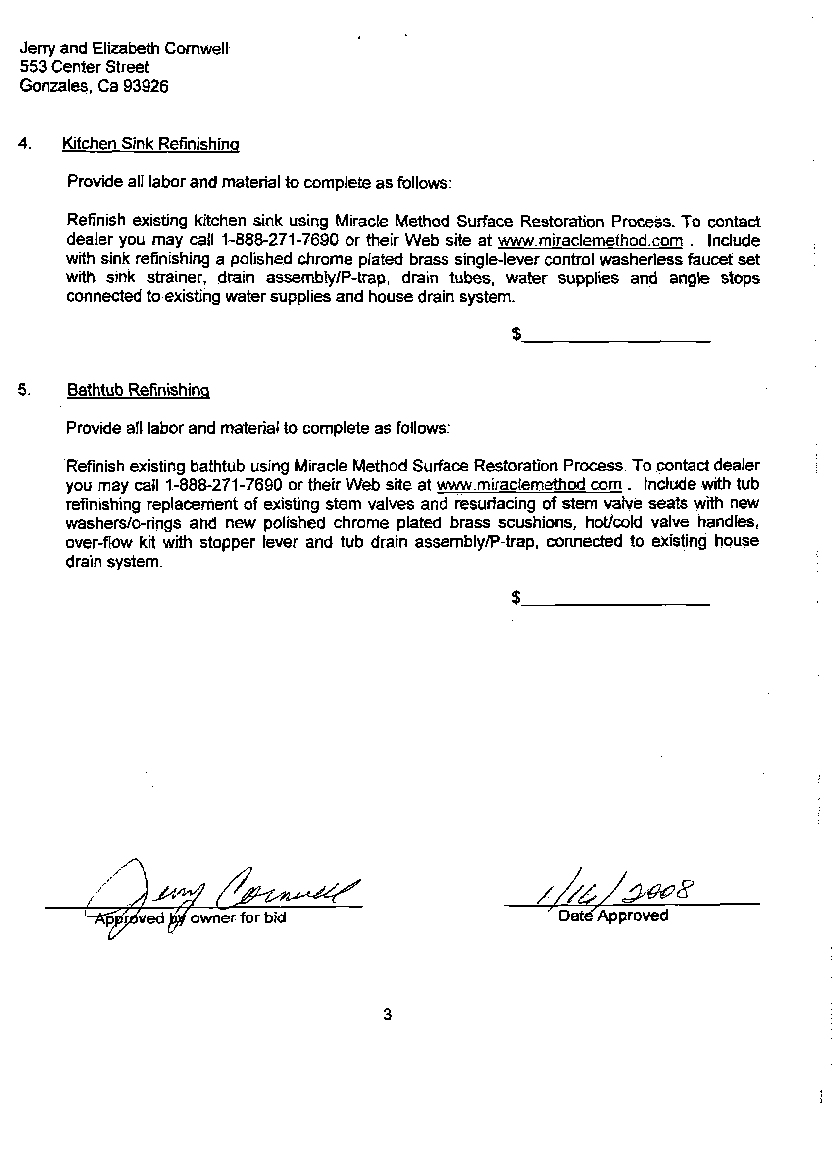 Jerry and Elizabeth Cornwell
553 Center Street
Gonzales, Ca 93926
4. Kitchen Sink Refinishing
Provide all labor and material to complete as follows:
Refinish existing kitchen sink using Miracle Method Surface Restoration Process. To contact
dealer you may call 1-888-271-7690 or their Web site at www.miraclemethod.com . Include
with sink refinishing a polished chrome plated brass single-lever control washerless faucet set
with sink strainer, drain assembly/P-trap, drain tubes, water supplies and angle stops
connected to existing water supplies and house drain system.
$
5. Bathtub Refinishing
Provide all labor and material to complete as follows:
Refinish existing bathtub using Miracle Method Surface Restoration Process. To contact dealer
you may call 1-888-271-7690 or their Web site at www.miraclemethod com . Include with tub
refinishing replacement of existing stem valves and resurfacing of stem valve seats with new
washers/o-rings and new polished chrome plated brass scushions, hot/cold valve handles,
over-flow kit with stopper lever and tub drain assembly/P-trap, connected to existing house
drain system.
$
Jerry Cornwell 1/16/2008
Approved by owner for bid Date Approved
3